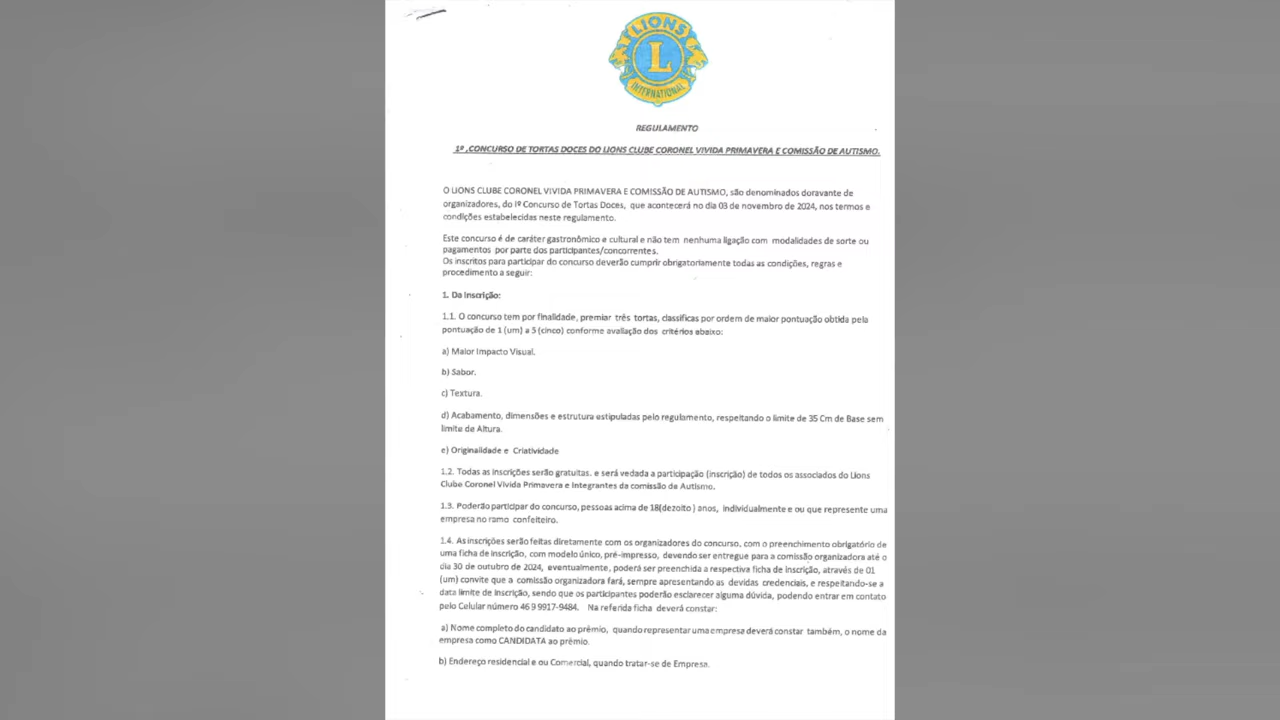 LIONS
L
INTERNATIONAL
REGULAMENTO
1º .CONCURSO DE TORTAS DOCES DO LIONS CLUBE CORONEL VIVIDA PRIMAVERA E COMISSÃO DE AUTISMO.
O LIONS CLUBE CORONEL VIVIDA PRIMAVERA E COMISSÃO DE AUTISMO, são denominados doravante de
organizadores, do Iº Concurso de Tortas Doces, que acontecerá no dia 03 de novembro de 2024, nos termos e
condições estabelecidas neste regulamento.
Este concurso é de caráter gastronômico e cultural e não tem nenhuma ligação com modalidades de sorte ou
pagamentos por parte dos participantes/concorrentes.
Os inscritos para participar do concurso deverão cumprir obrigatoriamente todas as condições, regras e
procedimento a seguir:
1. Da Inscrição:
1.1. O concurso tem por finalidade, premiar três tortas, classificas por ordem de maior pontuação obtida pela
pontuação de 1 (um) a 5 (cinco) conforme avaliação dos critérios abaixo:
a) Maior Impacto Visual.
b) Sabor.
c) Textura.
d) Acabamento, dimensões e estrutura estipuladas pelo regulamento, respeitando o limite de 35 Cm de Base sem
limite de Altura.
e) Originalidade e Criatividade
1.2. Todas as inscrições serão gratuitas. e será vedada a participação (inscrição) de todos os associados do Lions
Clube Coronel Vivida Primavera e Integrantes da comissão de Autismo.
1.3. Poderão participar do concurso, pessoas acima de 18(dezoito ) anos, individualmente e ou que represente uma
empresa no ramo confeiteiro.
1.4. As inscrições serão feitas diretamente com os organizadores do concurso, com o preenchimento obrigatório de
uma ficha de inscrição, com modelo único, pré-impresso, devendo ser entregue para a comissão organizadora até o
dia 30 de outubro de 2024, eventualmente, poderá ser preenchida a respectiva ficha de inscrição, através de 01
(um) convite que a comissão organizadora fará, sempre apresentando as devidas credenciais, e respeitando-se a
data limite de inscrição, sendo que os participantes poderão esclarecer alguma dúvida, podendo entrar em contato
pelo Celular número 46 9 9917-9484. Na referida ficha deverá constar:
a) Nome completo do candidato ao prêmio, quando representar uma empresa deverá constar também, o nome da
empresa como CANDIDATA ao prêmio.
b) Endereço residencial e ou Comercial, quando tratar-se de Empresa.